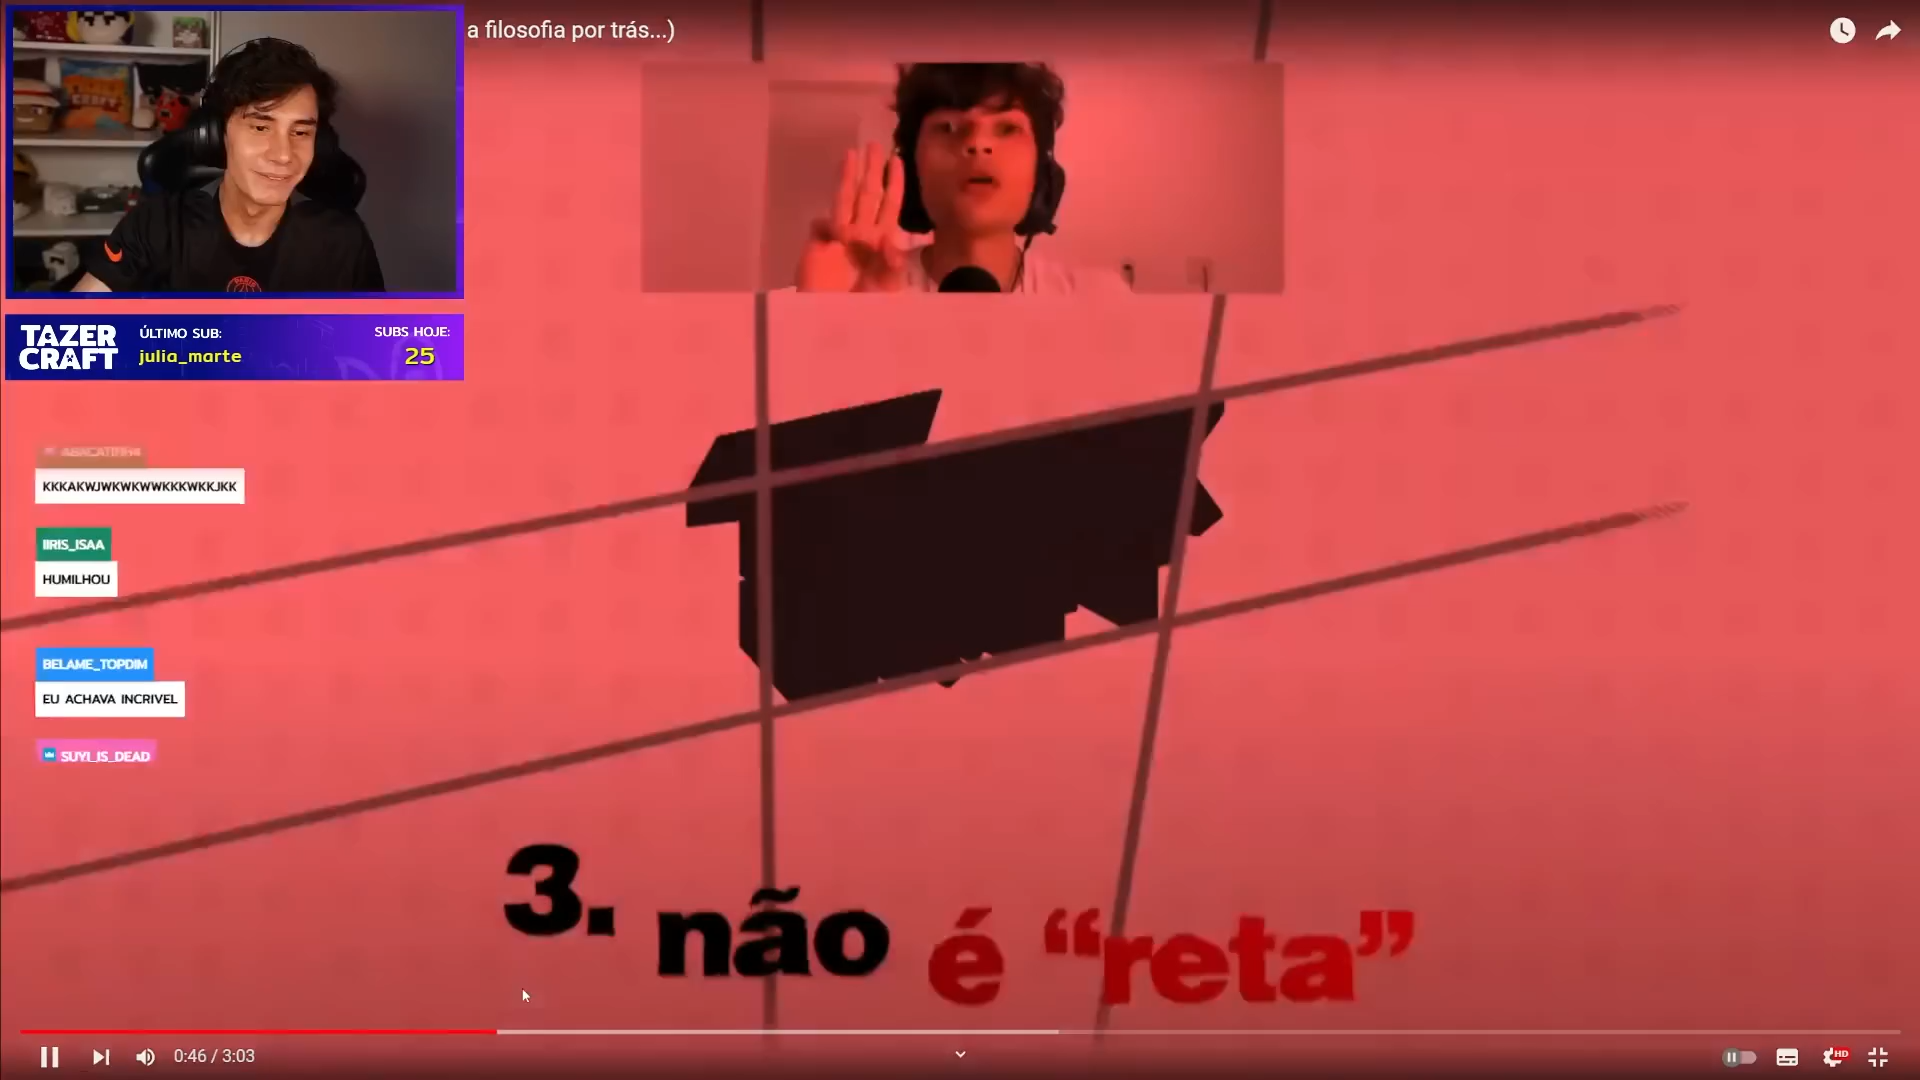 a filosofia por trás...)
TAZER
CRAFT
ÚLTIMO SUB:
julia_marte
SUBS HOJE:
25
KKKAKWJWKWKWWKKKWKKJKK
IIRIS_ISAA
HUMILHOU
BELAME_TOPDIM
EU ACHAVA INCRIVEL
SUYI_IS_DEAD
3. não é “reta”
0:46 / 3:03
HD